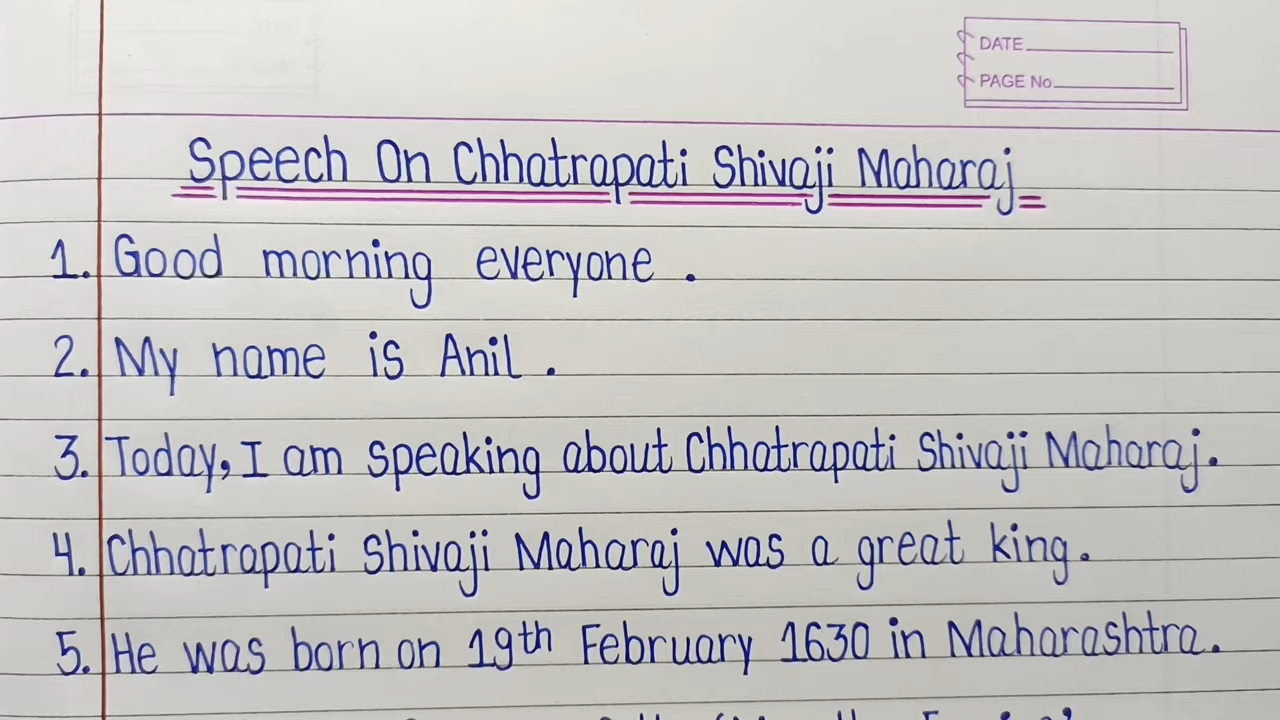 DATE
PAGE No
Speech On Chhatrapati Shivaji Maharaj
1. Good morning everyone.
2. My name is Anil.
3. Today, I am speaking about Chhatrapati Shivaji Maharaj.
4. Chhatrapati Shivaji Maharaj was a great king.
5. He was born on 19th February 1630 in Maharashtra.